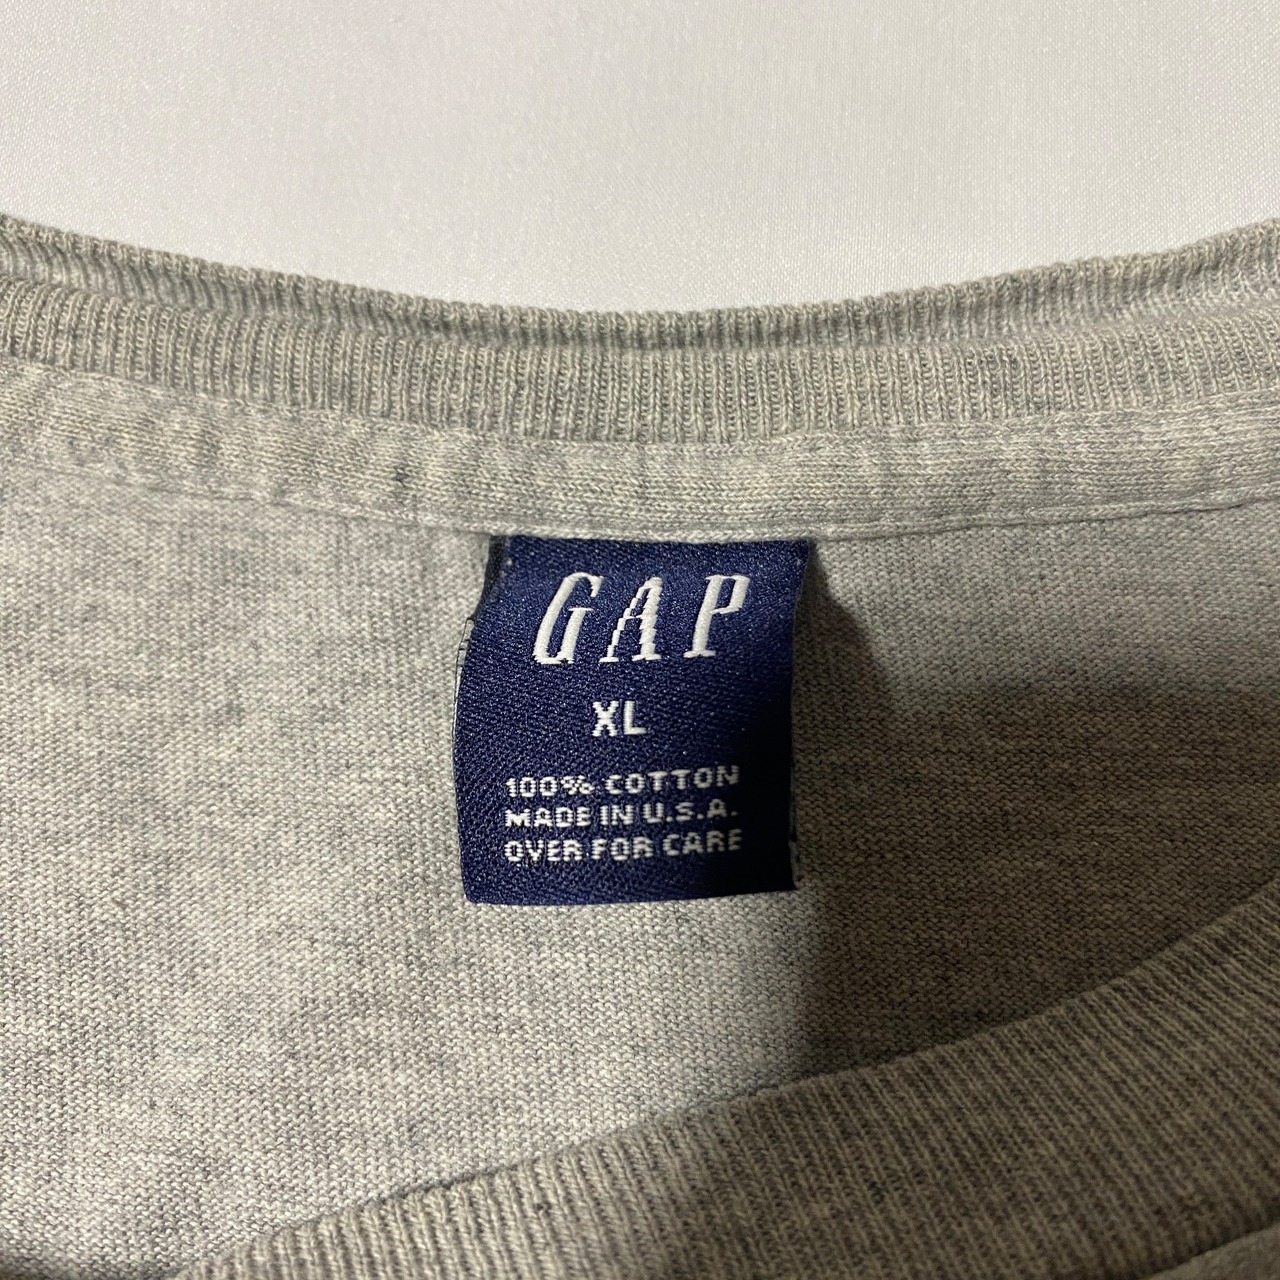 GAP
XL
100% COTTON
MADE IN U.S.A.
OVER FOR CARE